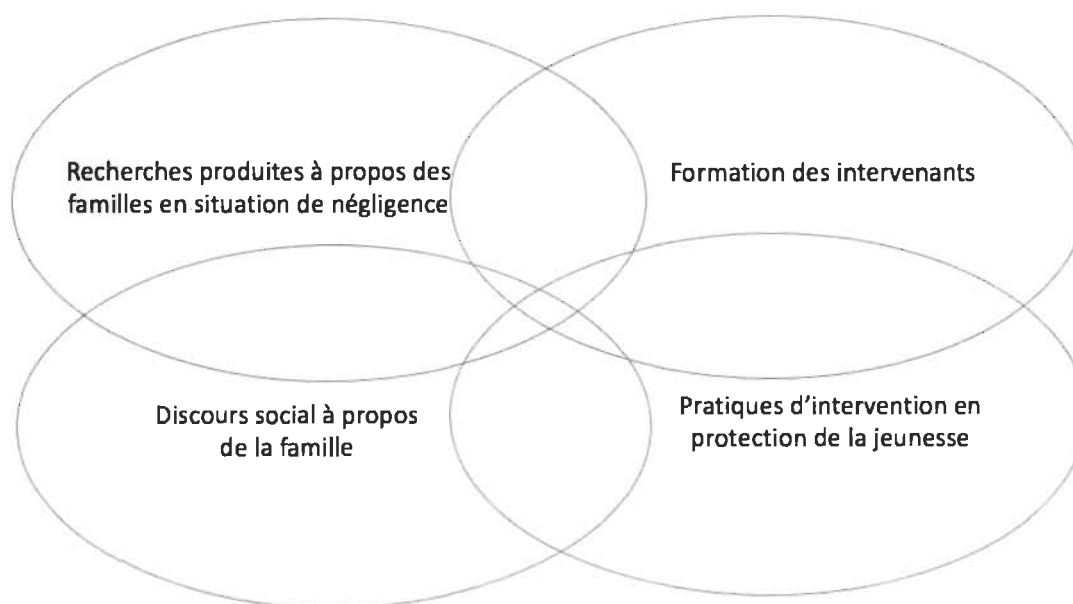 Recherches produites à propos des
familles en situation de négligence
Formation des intervenants
Discours social à propos
de la famille
Pratiques d'intervention en
protection de la jeunesse